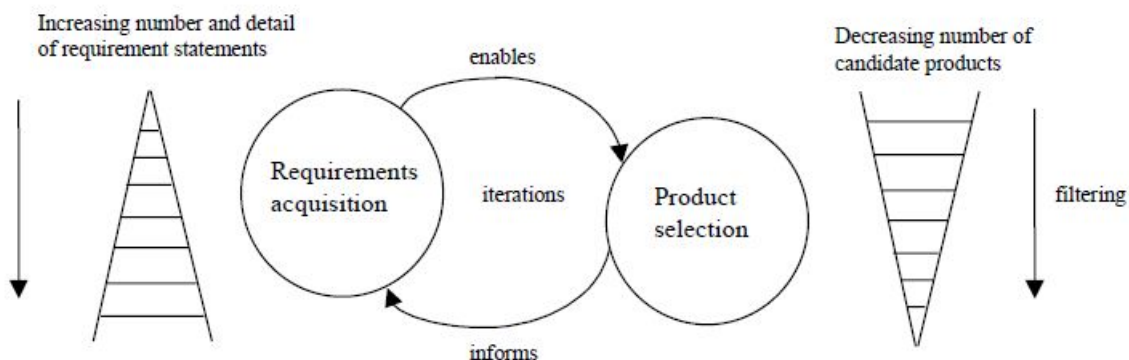 Increasing number and detail
of requirement statements
enables
Decreasing number of
candidate products
Requirements
acquisition
iterations
Product
selection
filtering
informs